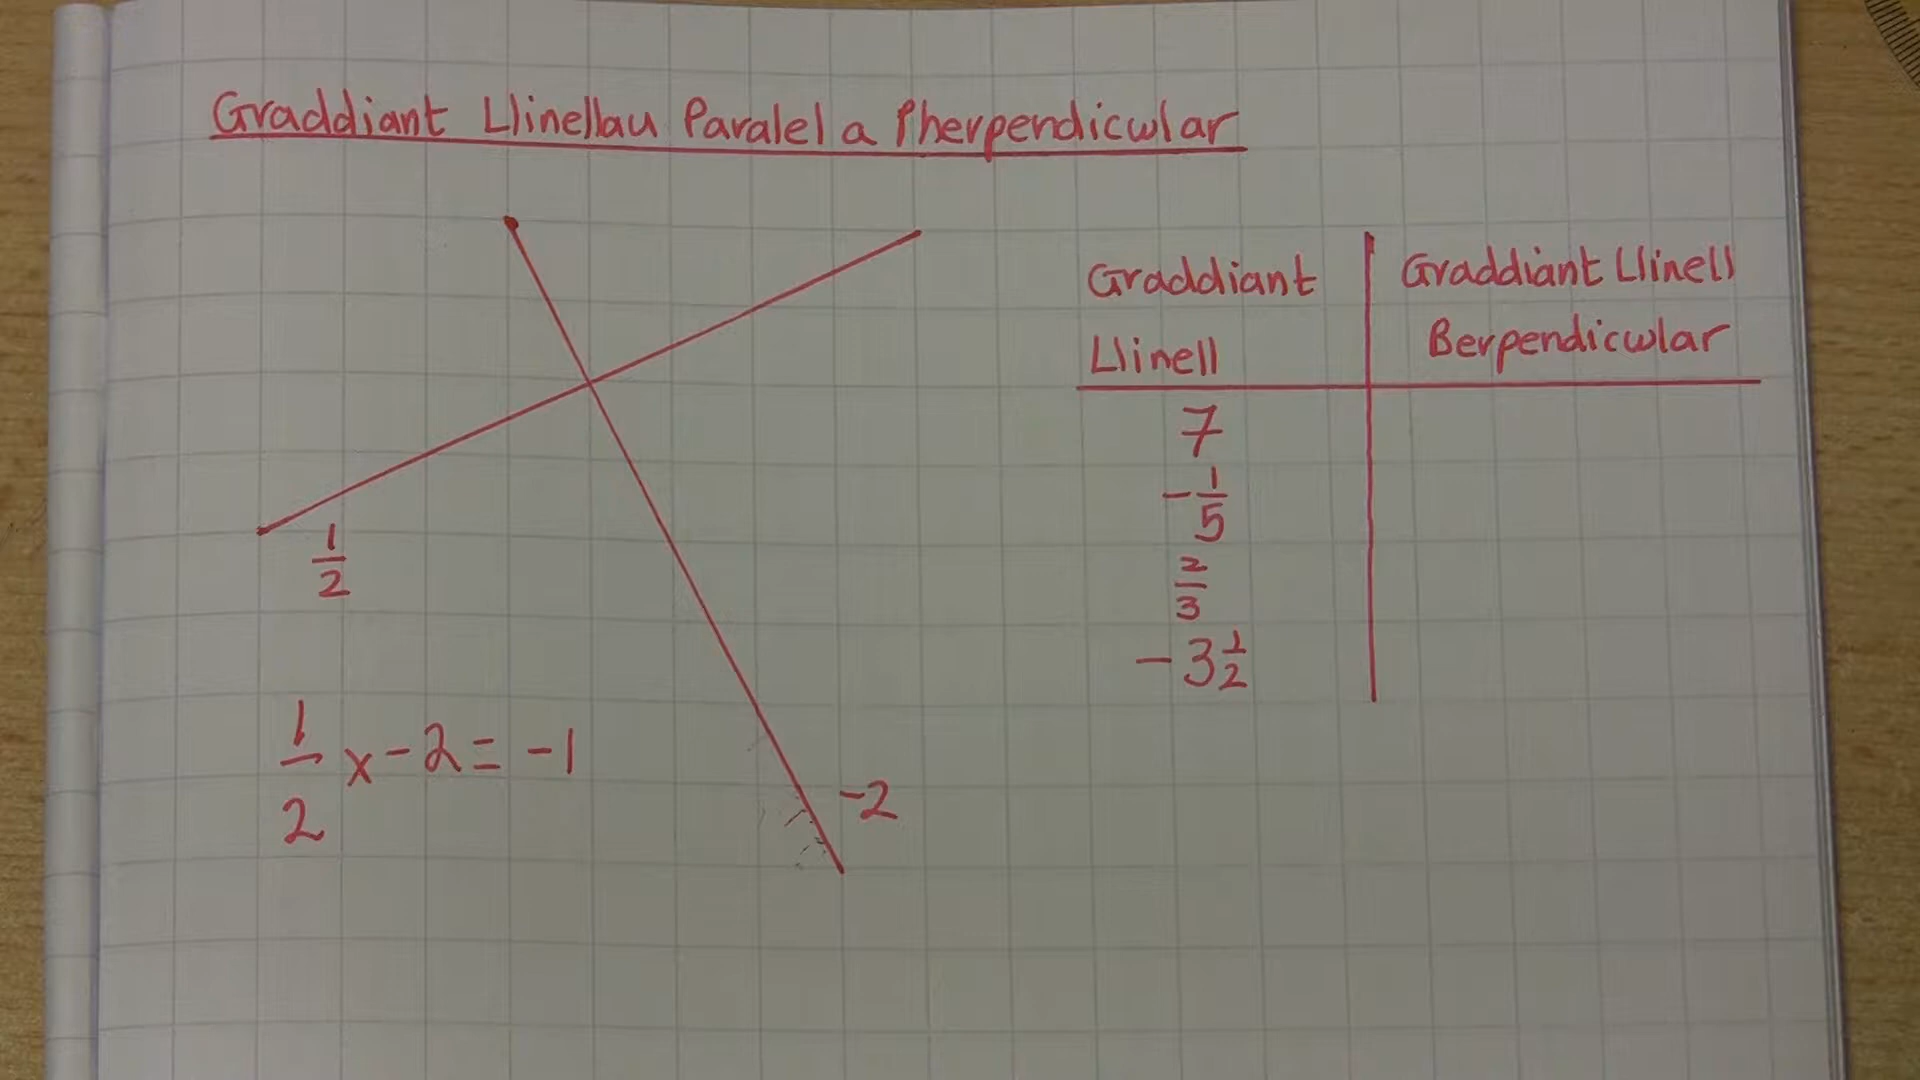 Graddiant Llinellau Paralel a Pherpendicwlar
1/2
1/2 x -2 = -1
-2
Graddiant Llinell
Graddiant Llinell Berpendicwlar
7
-1/5
2/3
-3 1/2